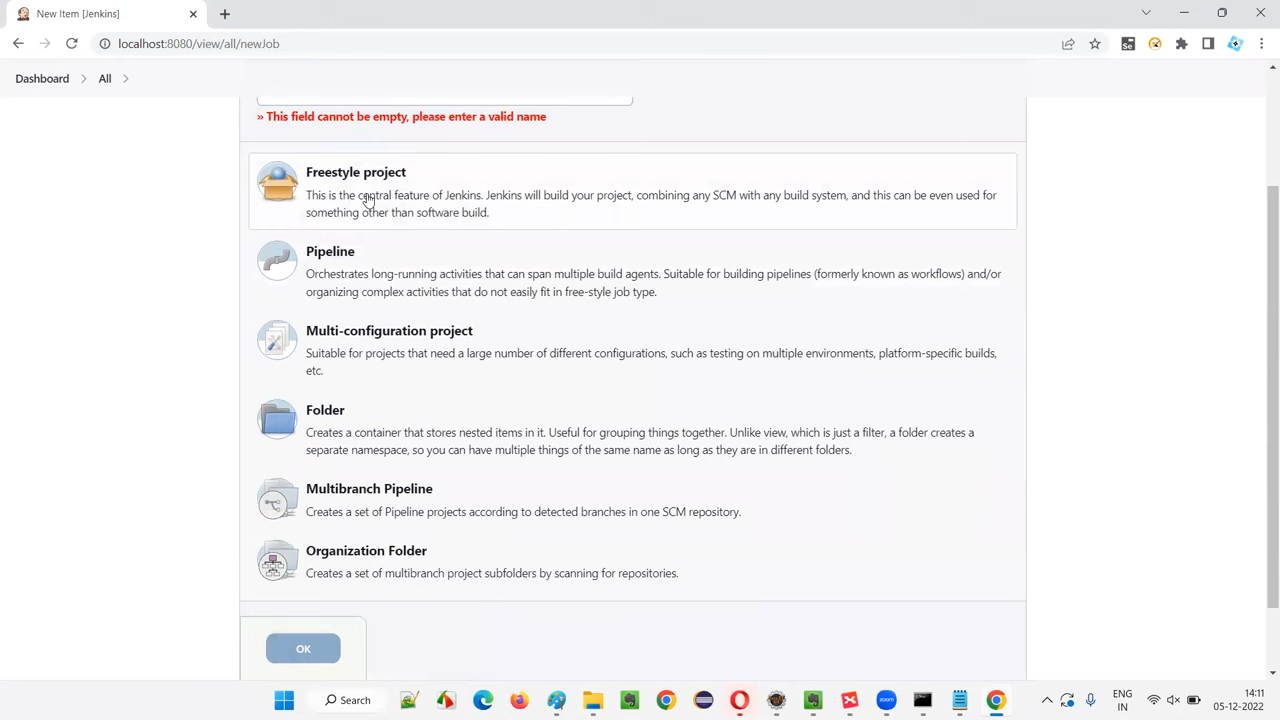 New Item [Jenkins]
localhost:8080/view/all/newJob
Dashboard
All
» This field cannot be empty, please enter a valid name
Freestyle project
This is the central feature of Jenkins. Jenkins will build your project, combining any SCM with any build system, and this can be even used for
something other than software build.
Pipeline
Orchestrates long-running activities that can span multiple build agents. Suitable for building pipelines (formerly known as workflows) and/or
organizing complex activities that do not easily fit in free-style job type.
Multi-configuration project
Suitable for projects that need a large number of different configurations, such as testing on multiple environments, platform-specific builds,
etc.
Folder
Creates a container that stores nested items in it. Useful for grouping things together. Unlike view, which is just a filter, a folder creates a
separate namespace, so you can have multiple things of the same name as long as they are in different folders.
Multibranch Pipeline
Creates a set of Pipeline projects according to detected branches in one SCM repository.
Organization Folder
Creates a set of multibranch project subfolders by scanning for repositories.
OK
Search
zoom
ENG
IN
14:11
05-12-2022